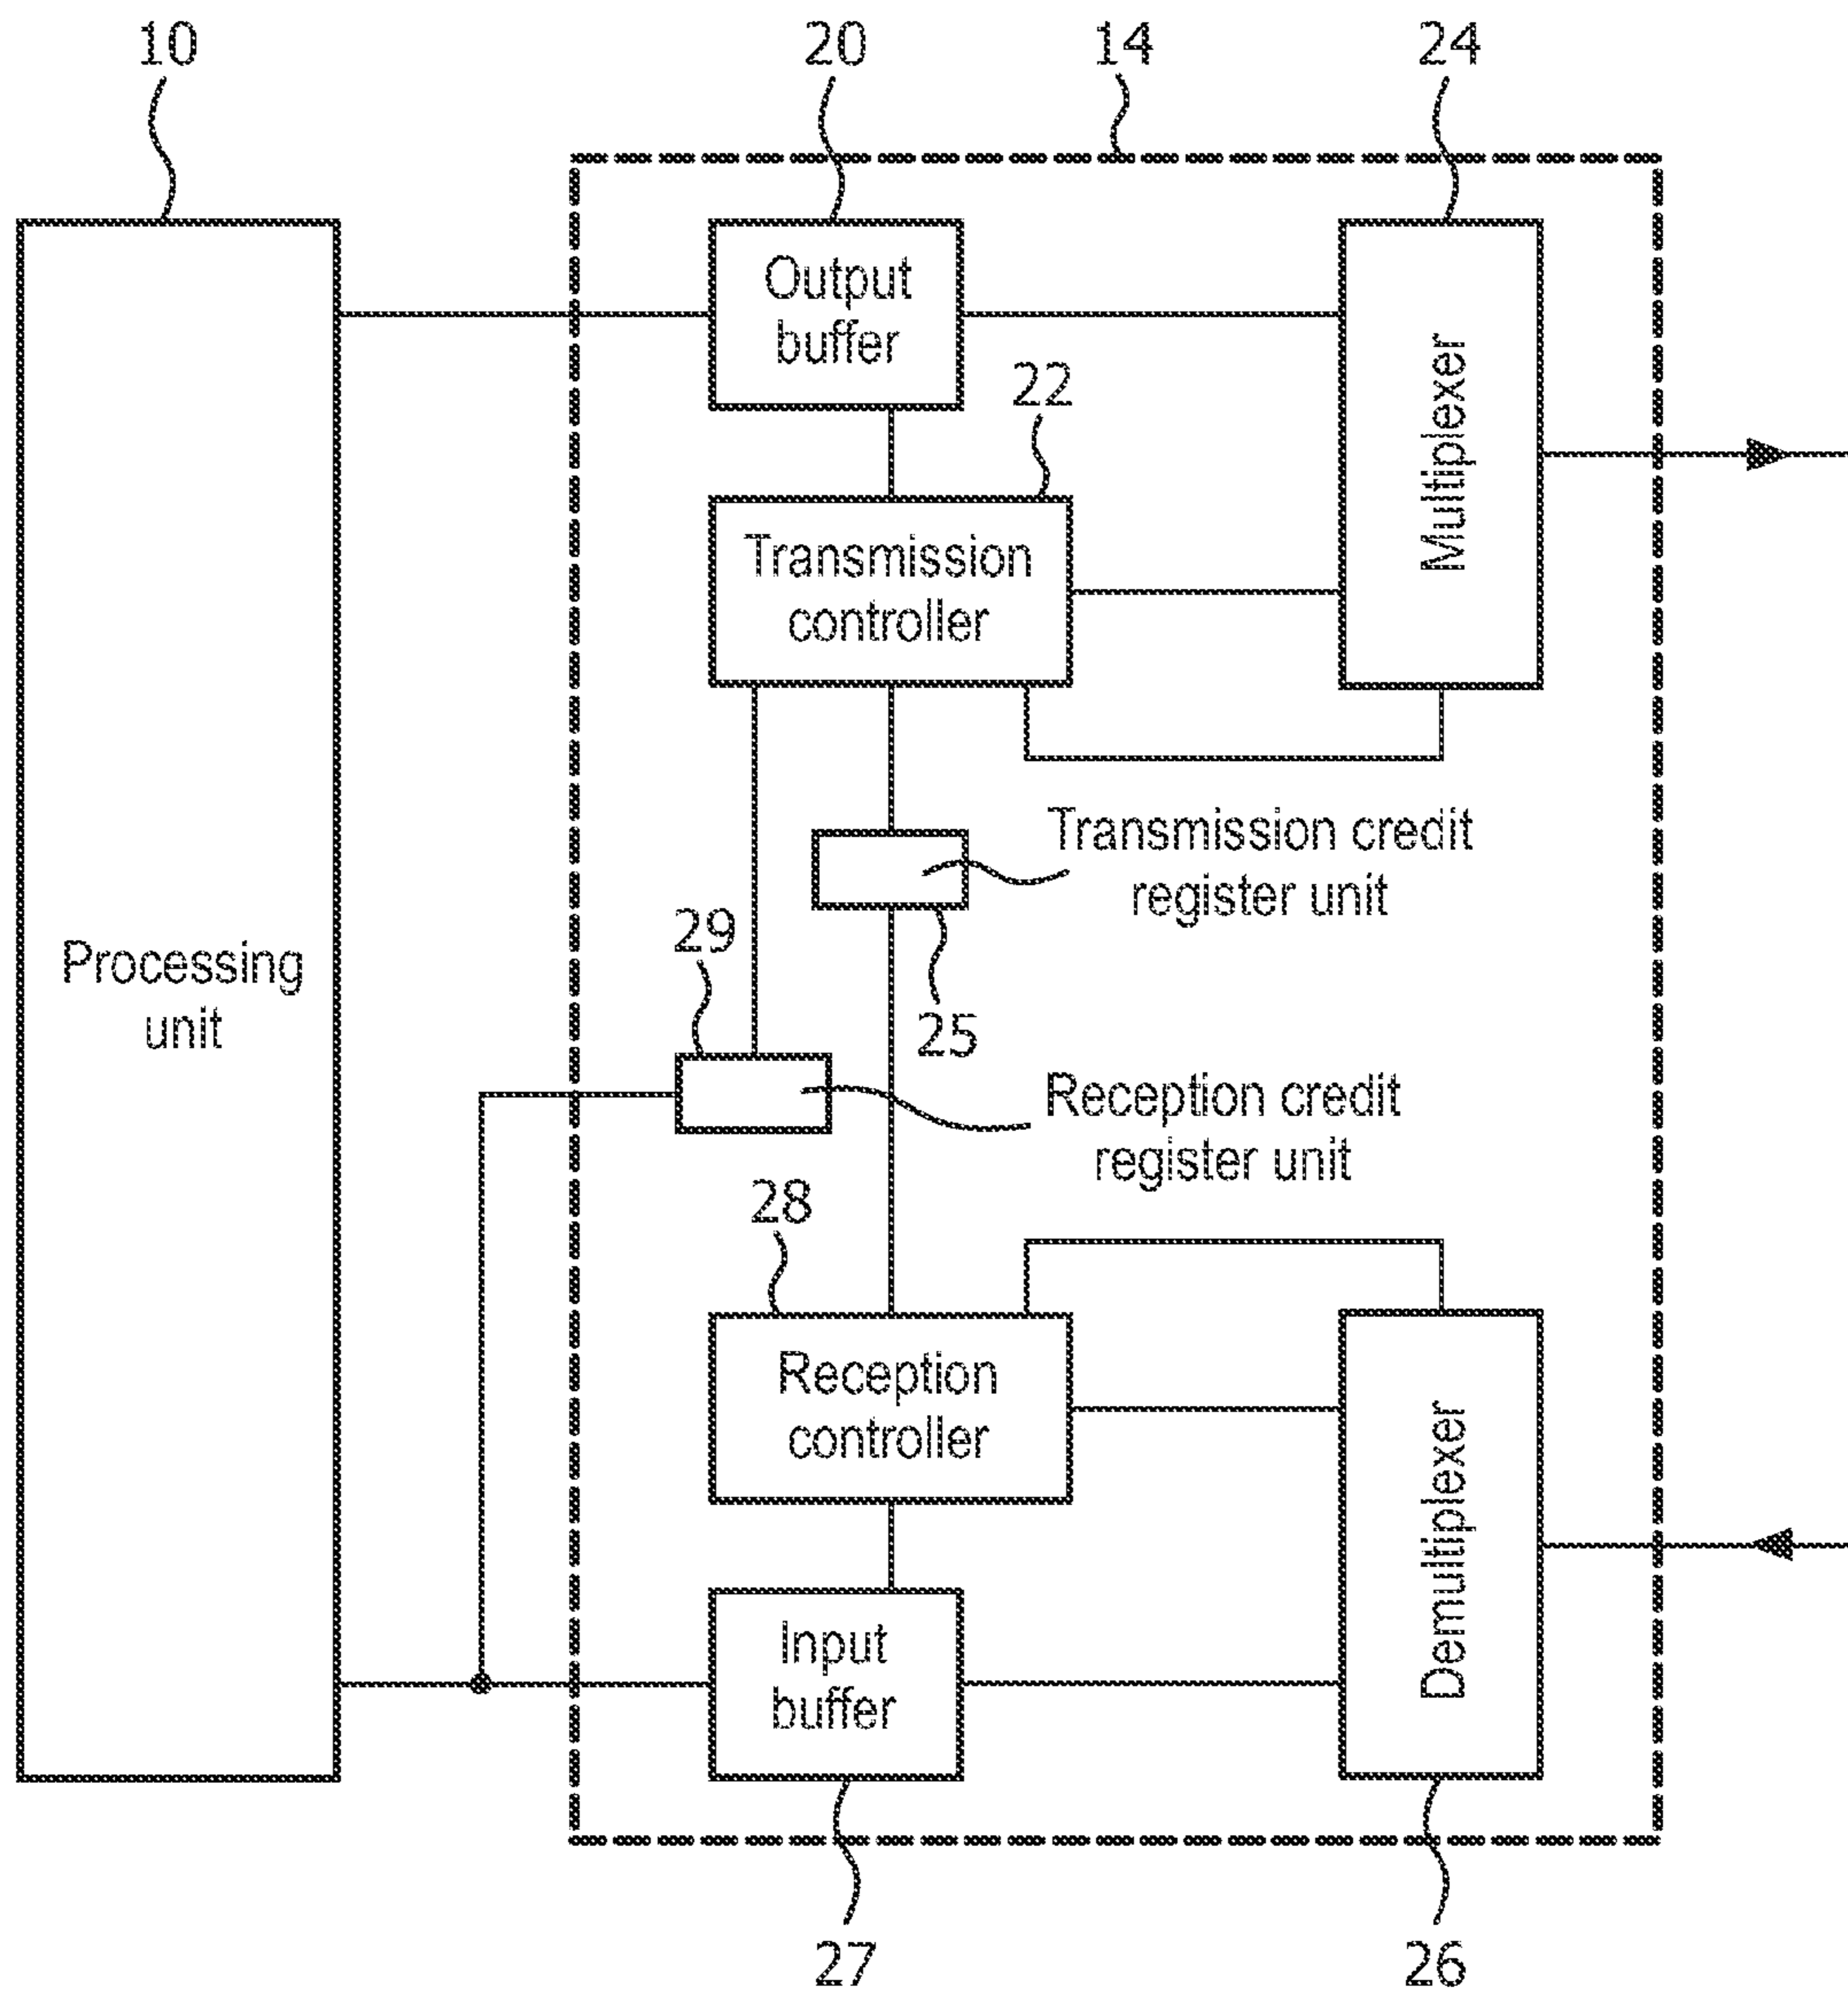 10
20
14
24
Output
buffer
22
Multiplexer
Transmission
controller
Transmission credit
register unit
29
Processing
unit
25
Reception credit
register unit
28
Reception
controller
Demultiplexer
Input
buffer
27
26